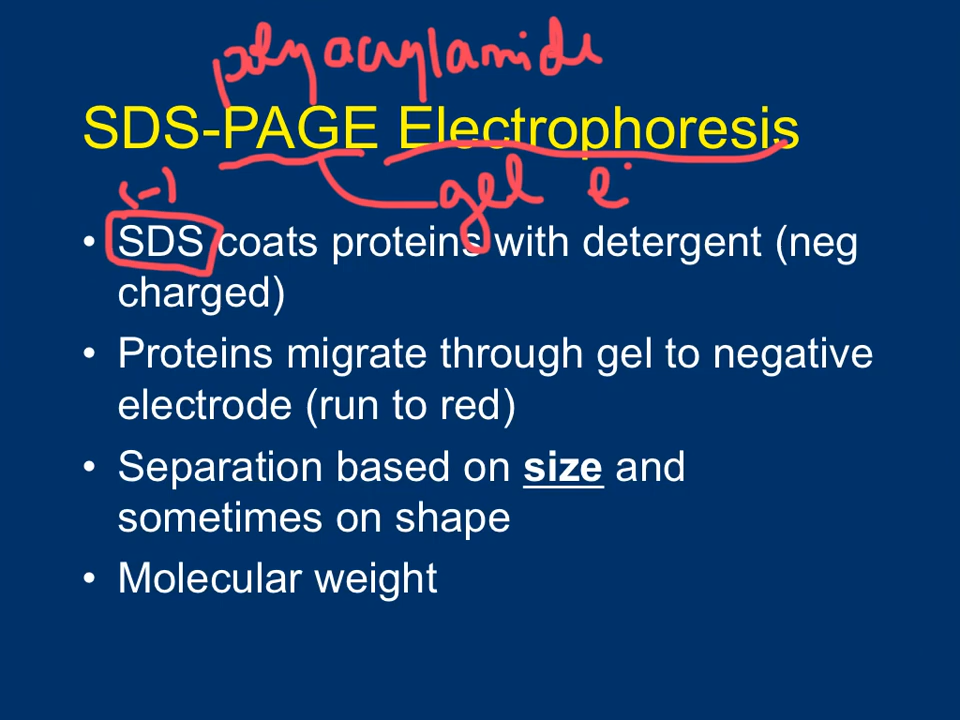 polyacrylamide
SDS-PAGE Electrophoresis
gel e
(-)
• SDS coats proteins with detergent (neg
charged)
• Proteins migrate through gel to negative
electrode (run to red)
• Separation based on size and
sometimes on shape
• Molecular weight